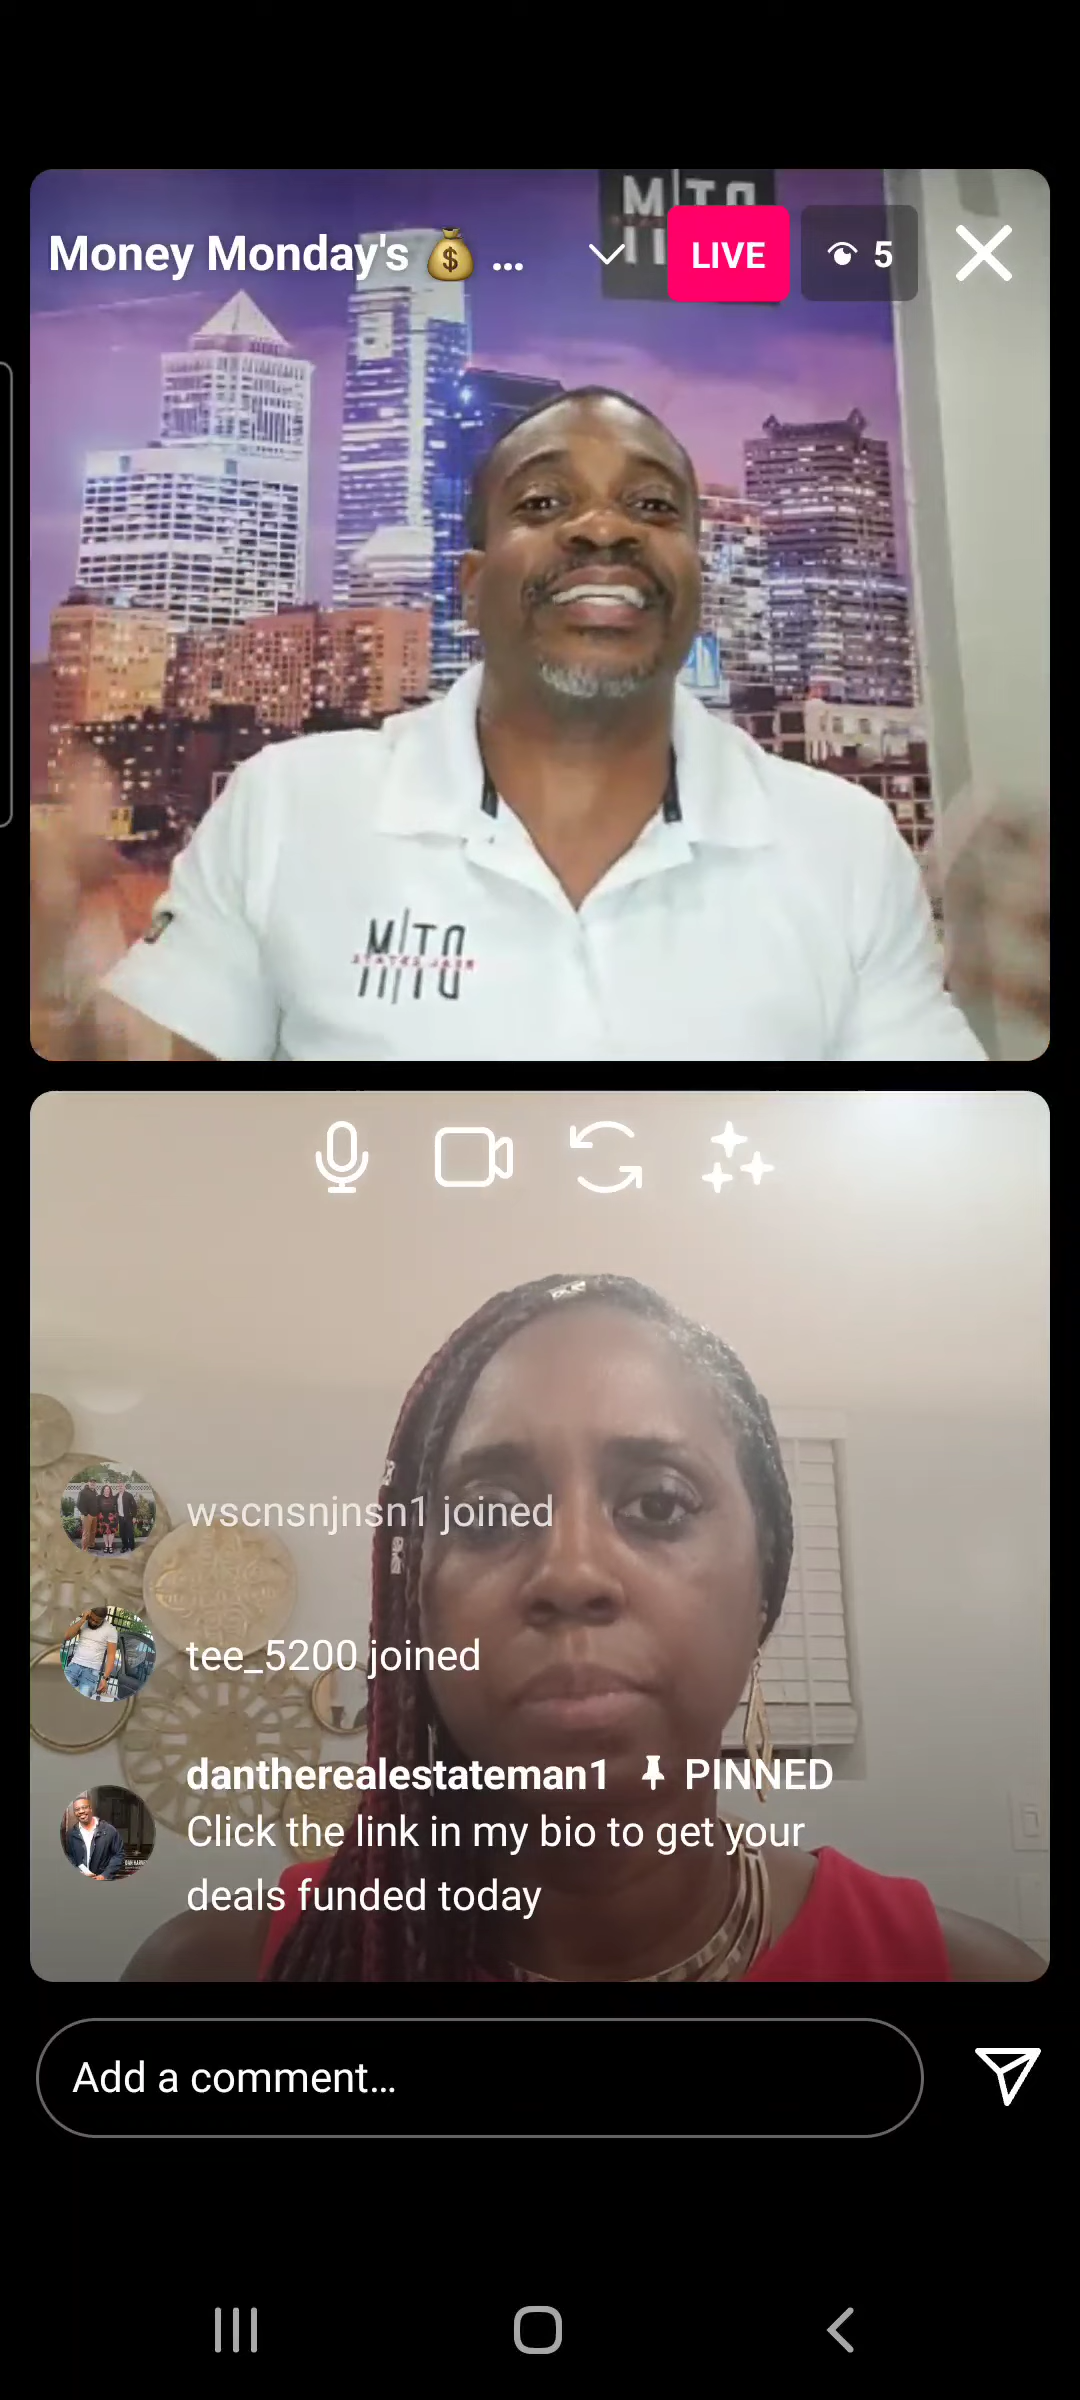 Money Monday's 💰 ...
LIVE
5
wscnsnjnsn1 joined
tee_5200 joined
dantherealestateman1 PINNED
Click the link in my bio to get your
deals funded today
Add a comment...